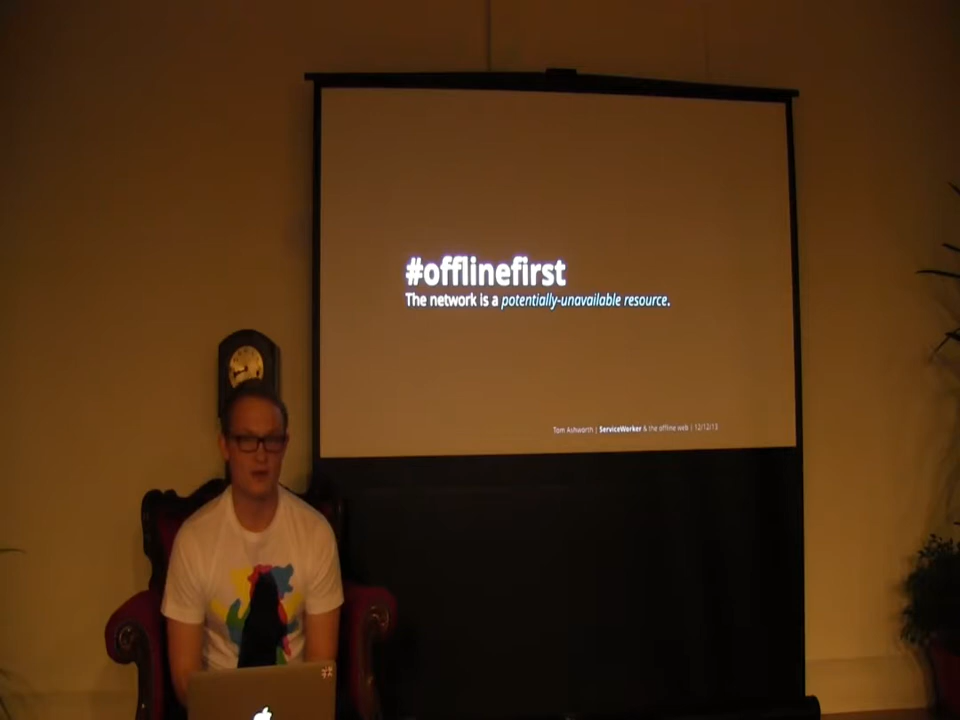 #offlinefirst
The network is a potentially-unavailable resource.
Tom Ashworth | ServiceWorker & the offline web | 12/12/13